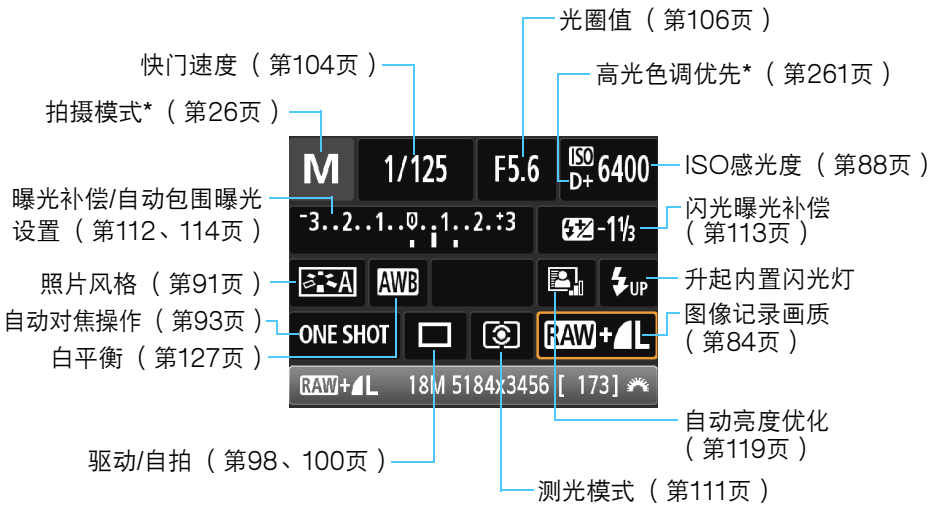 光圈值（第106页）
快门速度（第104页）
高光色调优先*（第261页）
拍摄模式*（第26页）
M 1/125 F5.6 ISO D+ 6400
ISO感光度（第88页）
曝光补偿/自动包围曝光
设置（第112、114页）
-3..2..1..0..1..2.:+3
-1⅓
闪光曝光补偿
（第113页）
照片风格（第91页）
A AWB UP
升起内置闪光灯
自动对焦操作（第93页）
ONE SHOT RAW+L
图像记录画质
（第84页）
白平衡（第127页）
RAW+L 18M 5184x3456 [ 173]
自动亮度优化
（第119页）
驱动/自拍（第98、100页）
测光模式（第111页）